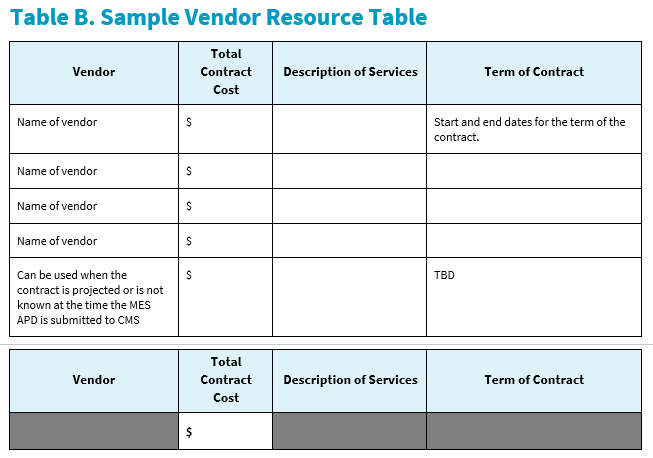 Table B. Sample Vendor Resource Table
Total
Vendor Contract Description of Services Term of Contract
Cost
Name of vendor $ Start and end dates for the term of the
contract.
Name of vendor $
Name of vendor $
Name of vendor $
Can be used when the $ TBD
contract is projected or is not
known at the time the MES
APD is submitted to CMS
Total
Vendor Contract Description of Services Term of Contract
Cost
$